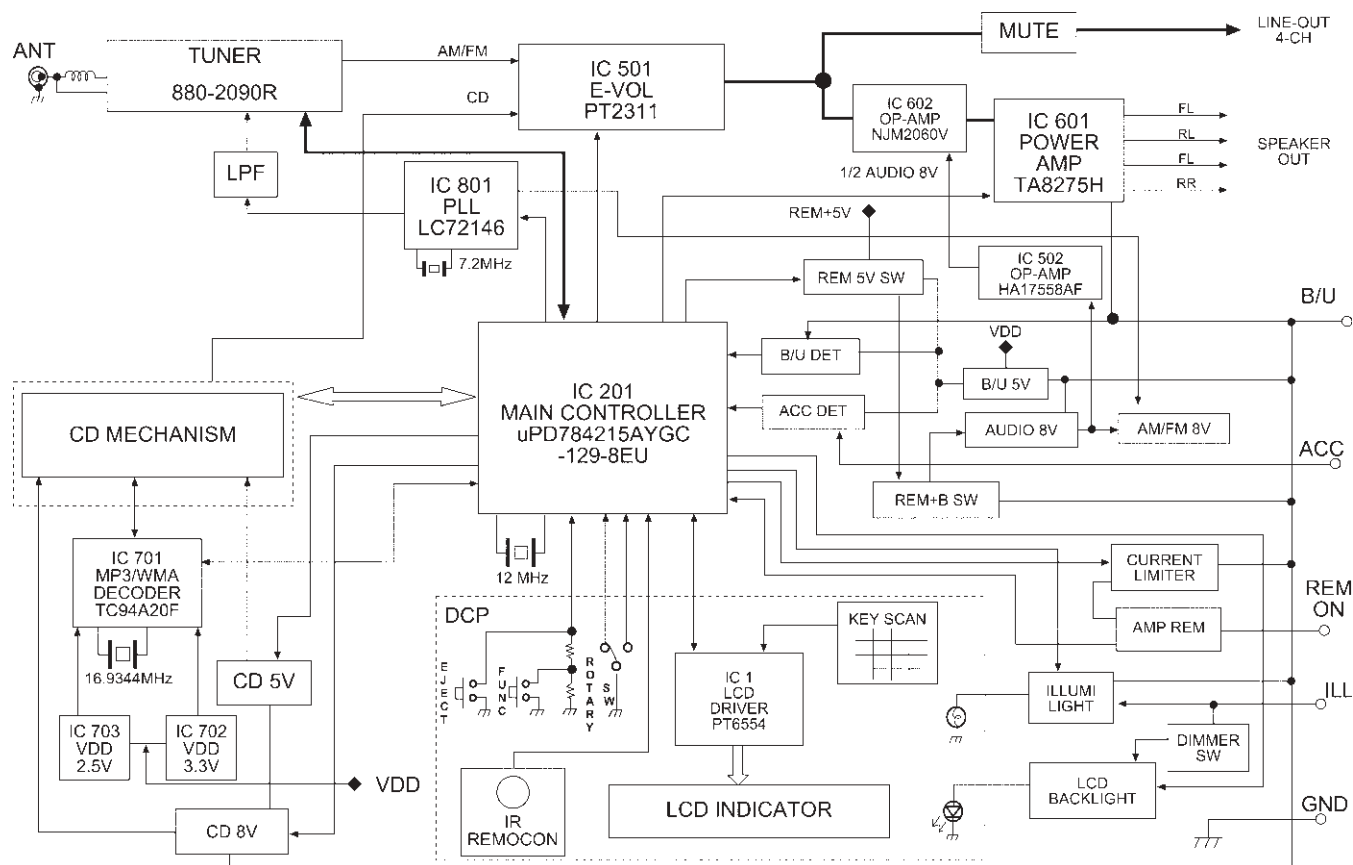 ANT
TUNER
880-2090R
AM/FM
CD
IC 501
E-VOL
PT2311
MUTE
LINE-OUT
4-CH
IC 602
OP-AMP
NJM2060V
IC 601
POWER
AMP
TA8275H
FL
RL
FL
RR
SPEAKER
OUT
LPF
IC 801
PLL
LC72146
7.2MHz
1/2 AUDIO 8V
REM+5V
REM 5V SW
IC 502
OP-AMP
HA17558AF
B/U
VDD
B/U DET
B/U 5V
ACC DET
AUDIO 8V
AM/FM 8V
ACC
REM+B SW
CD MECHANISM
IC 201
MAIN CONTROLLER
uPD784215AYGC
-129-8EU
12 MHz
IC 701
MP3/WMA
DECODER
TC94A20F
16.9344MHz
CD 5V
IC 703
VDD
2.5V
IC 702
VDD
3.3V
VDD
CD 8V
DCP
EJECT
FUNC
ROTARY
SW
KEY SCAN
IC 1
LCD
DRIVER
PT6554
IR
REMOCON
LCD INDICATOR
CURRENT
LIMITER
REM
ON
AMP REM
ILLUMI
LIGHT
ILL
DIMMER
SW
LCD
BACKLIGHT
GND